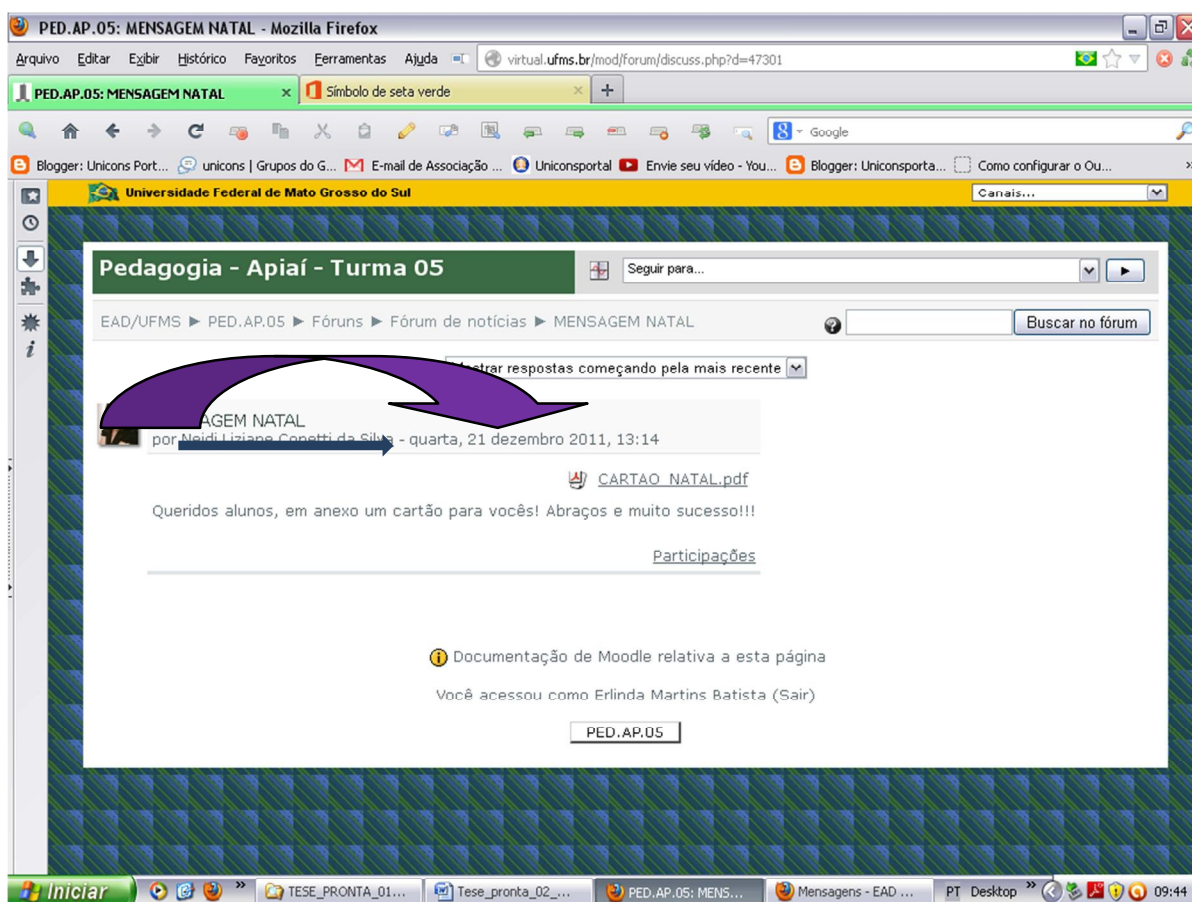 PED.AP.05: MENSAGEM NATAL - Mozilla Firefox
Arquivo Editar Exibir Histórico Favoritos Ferramentas Ajuda virtual.ufms.br/mod/forum/discuss.php?d=47301
PED.AP.05: MENSAGEM NATAL Símbolo de seta verde
Google
Blogger: Unicons Port... unicons | Grupos do G... E-mail de Associação ... Uniconsportal Envie seu vídeo - You... Blogger: Uniconsporta... Como configurar o Ou...
Universidade Federal de Mato Grosso do Sul Canais...
Pedagogia - Apiaí - Turma 05 Seguir para...
EAD/UFMS ► PED.AP.05 ► Fóruns ► Fórum de notícias ► MENSAGEM NATAL Buscar no fórum
respostas começando pela mais recente
NATAL
por Neidi Liziane Copetti da Silva - quarta, 21 dezembro 2011, 13:14
CARTAO_NATAL.pdf
Queridos alunos, em anexo um cartão para vocês! Abraços e muito sucesso!!!
Participações
Documentação de Moodle relativa a esta página
Você acessou como Erlinda Martins Batista (Sair)
PED.AP.05
Iniciar TESE_PRONTA_01... Tese_pronta_02_... PED.AP.05: MENS... Mensagens - EAD ... PT Desktop 09:44